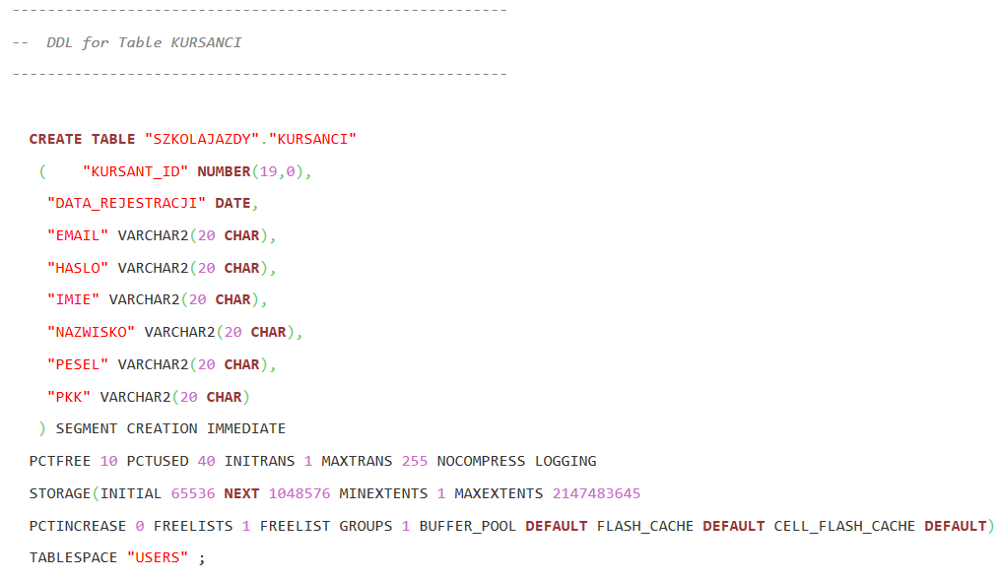 --------------------------------------------------------
--  DDL for Table KURSANCI
--------------------------------------------------------
CREATE TABLE "SZKOLAJAZDY"."KURSANCI"
(    "KURSANT_ID" NUMBER(19,0),
"DATA_REJESTRACJI" DATE,
"EMAIL" VARCHAR2(20 CHAR),
"HASLO" VARCHAR2(20 CHAR),
"IMIE" VARCHAR2(20 CHAR),
"NAZWISKO" VARCHAR2(20 CHAR),
"PESEL" VARCHAR2(20 CHAR),
"PKK" VARCHAR2(20 CHAR)
) SEGMENT CREATION IMMEDIATE
PCTFREE 10 PCTUSED 40 INITRANS 1 MAXTRANS 255 NOCOMPRESS LOGGING
STORAGE(INITIAL 65536 NEXT 1048576 MINEXTENTS 1 MAXEXTENTS 2147483645
PCTINCREASE 0 FREELISTS 1 FREELIST GROUPS 1 BUFFER_POOL DEFAULT FLASH_CACHE DEFAULT CELL_FLASH_CACHE DEFAULT)
TABLESPACE "USERS" ;